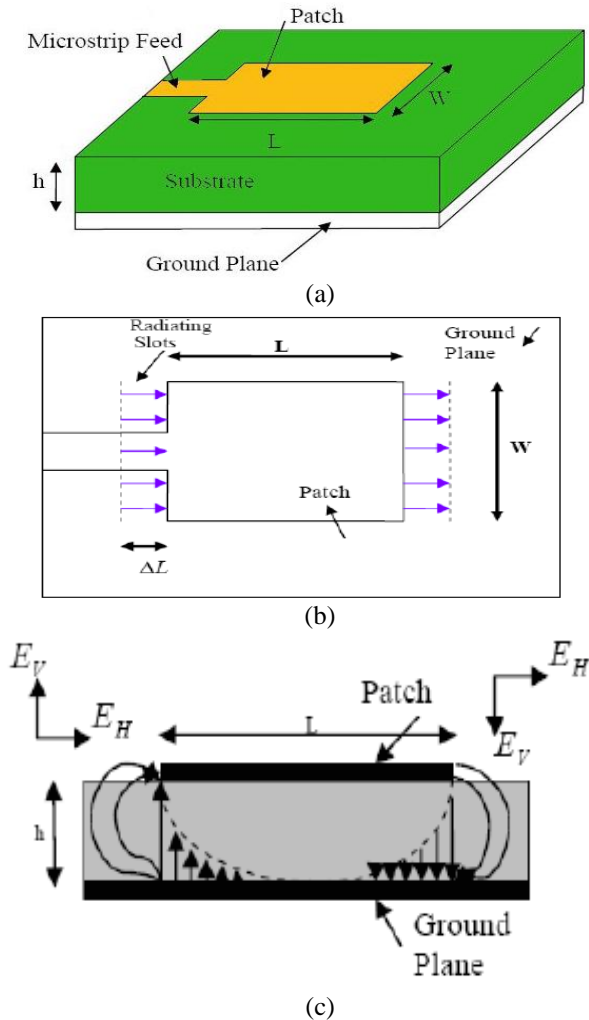 Patch
Microstrip Feed
W
L
h
Substrate
Ground Plane
(a)
Radiating
Slots
L
Ground
Plane
W
Patch
ΔL
(b)
E_V
E_H
E_H
Patch
L
E_V
h
Ground
Plane
(c)